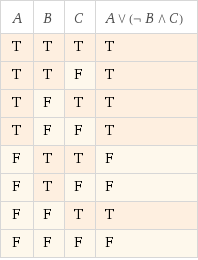 A B C A ∨ (¬ B ∧ C)
T T T T
T T F T
T F T T
T F F T
F T T F
F T F F
F F T T
F F F F